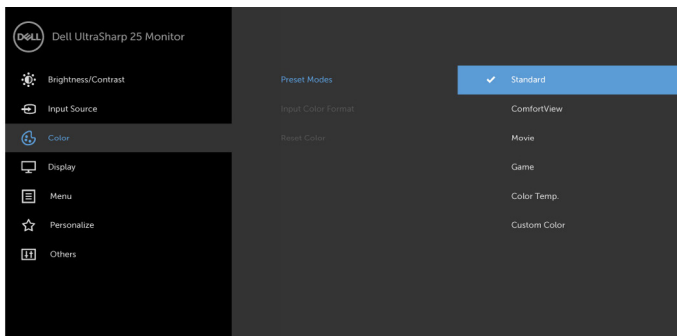 DELL Dell UltraSharp 25 Monitor
Brightness/Contrast
Input Source
Color
Display
Menu
Personalize
Others
Preset Modes
Input Color Format
Reset Color
Standard
ComfortView
Movie
Game
Color Temp.
Custom Color